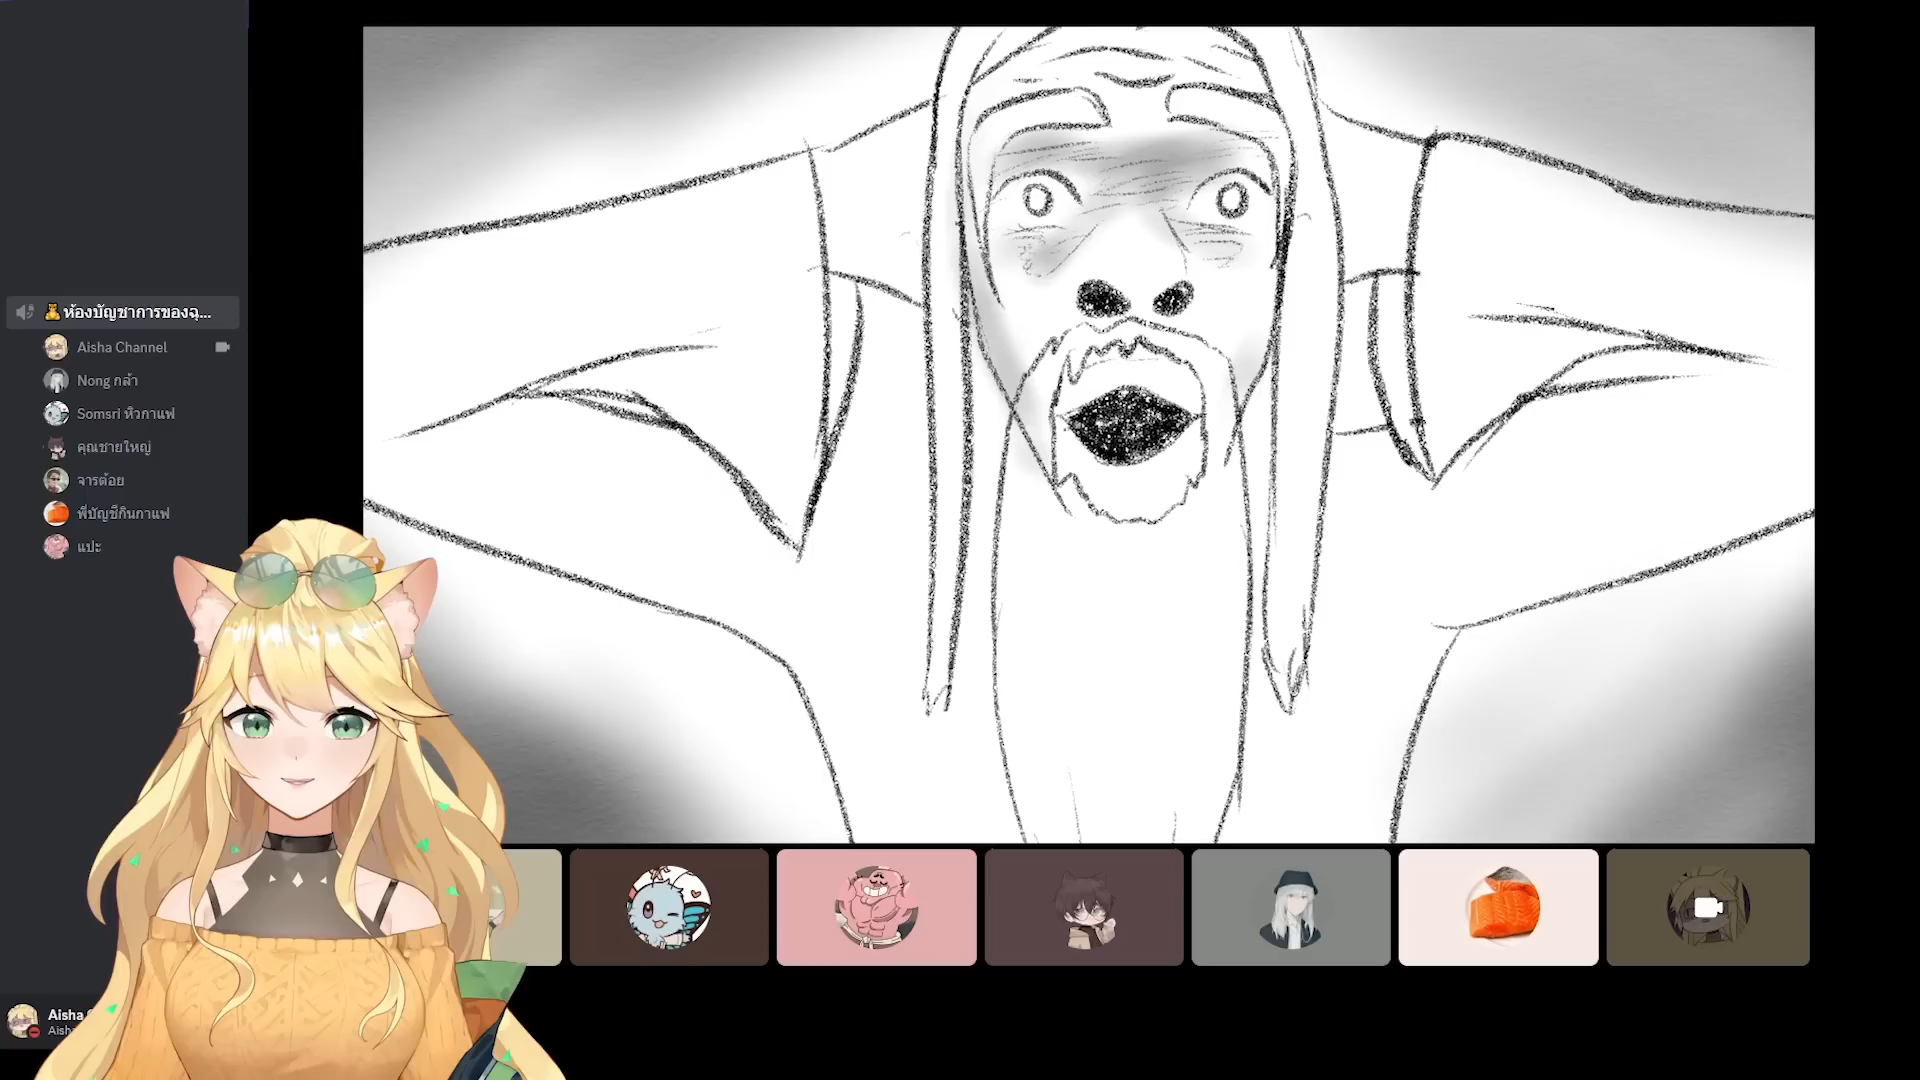 🧸ห้องบัญชาการของฉุ...
Aisha Channel
Nong กล้า
Somsri หิวกาแฟ
คุณชายใหญ่
จารต้อย
พี่บัญชีกินกาแฟ
แปะ
Aisha
Aisha